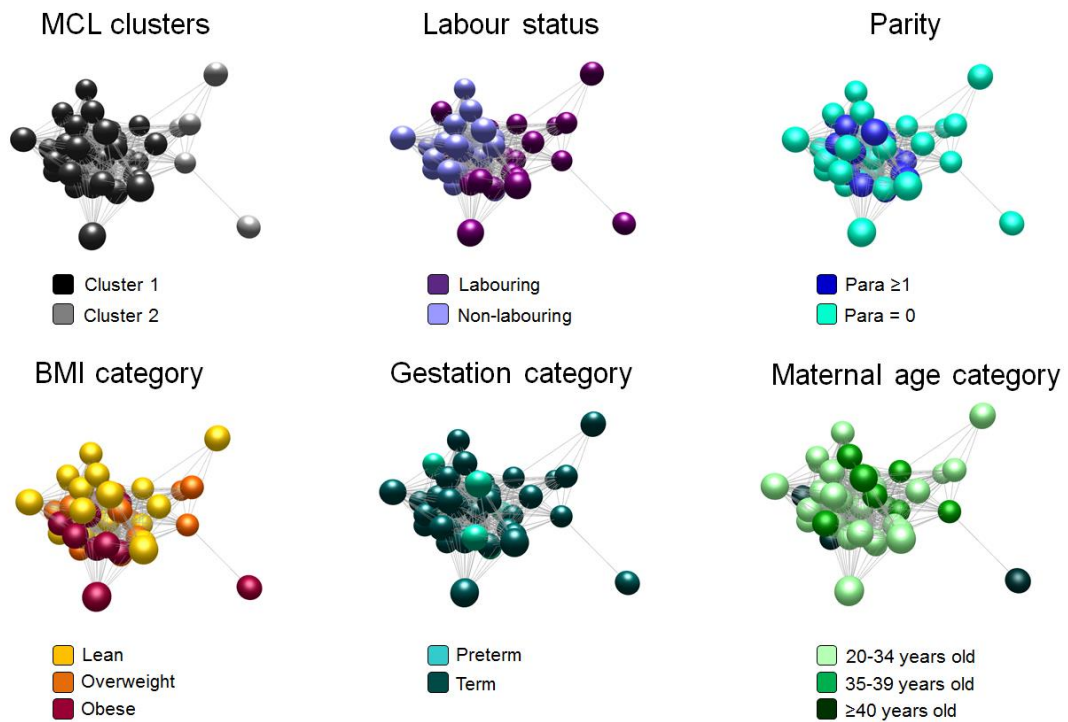 MCL clusters
Labour status
Parity
Cluster 1
Cluster 2
Labouring
Non-labouring
Para ≥1
Para = 0
BMI category
Gestation category
Maternal age category
Lean
Overweight
Obese
Preterm
Term
20-34 years old
35-39 years old
≥40 years old